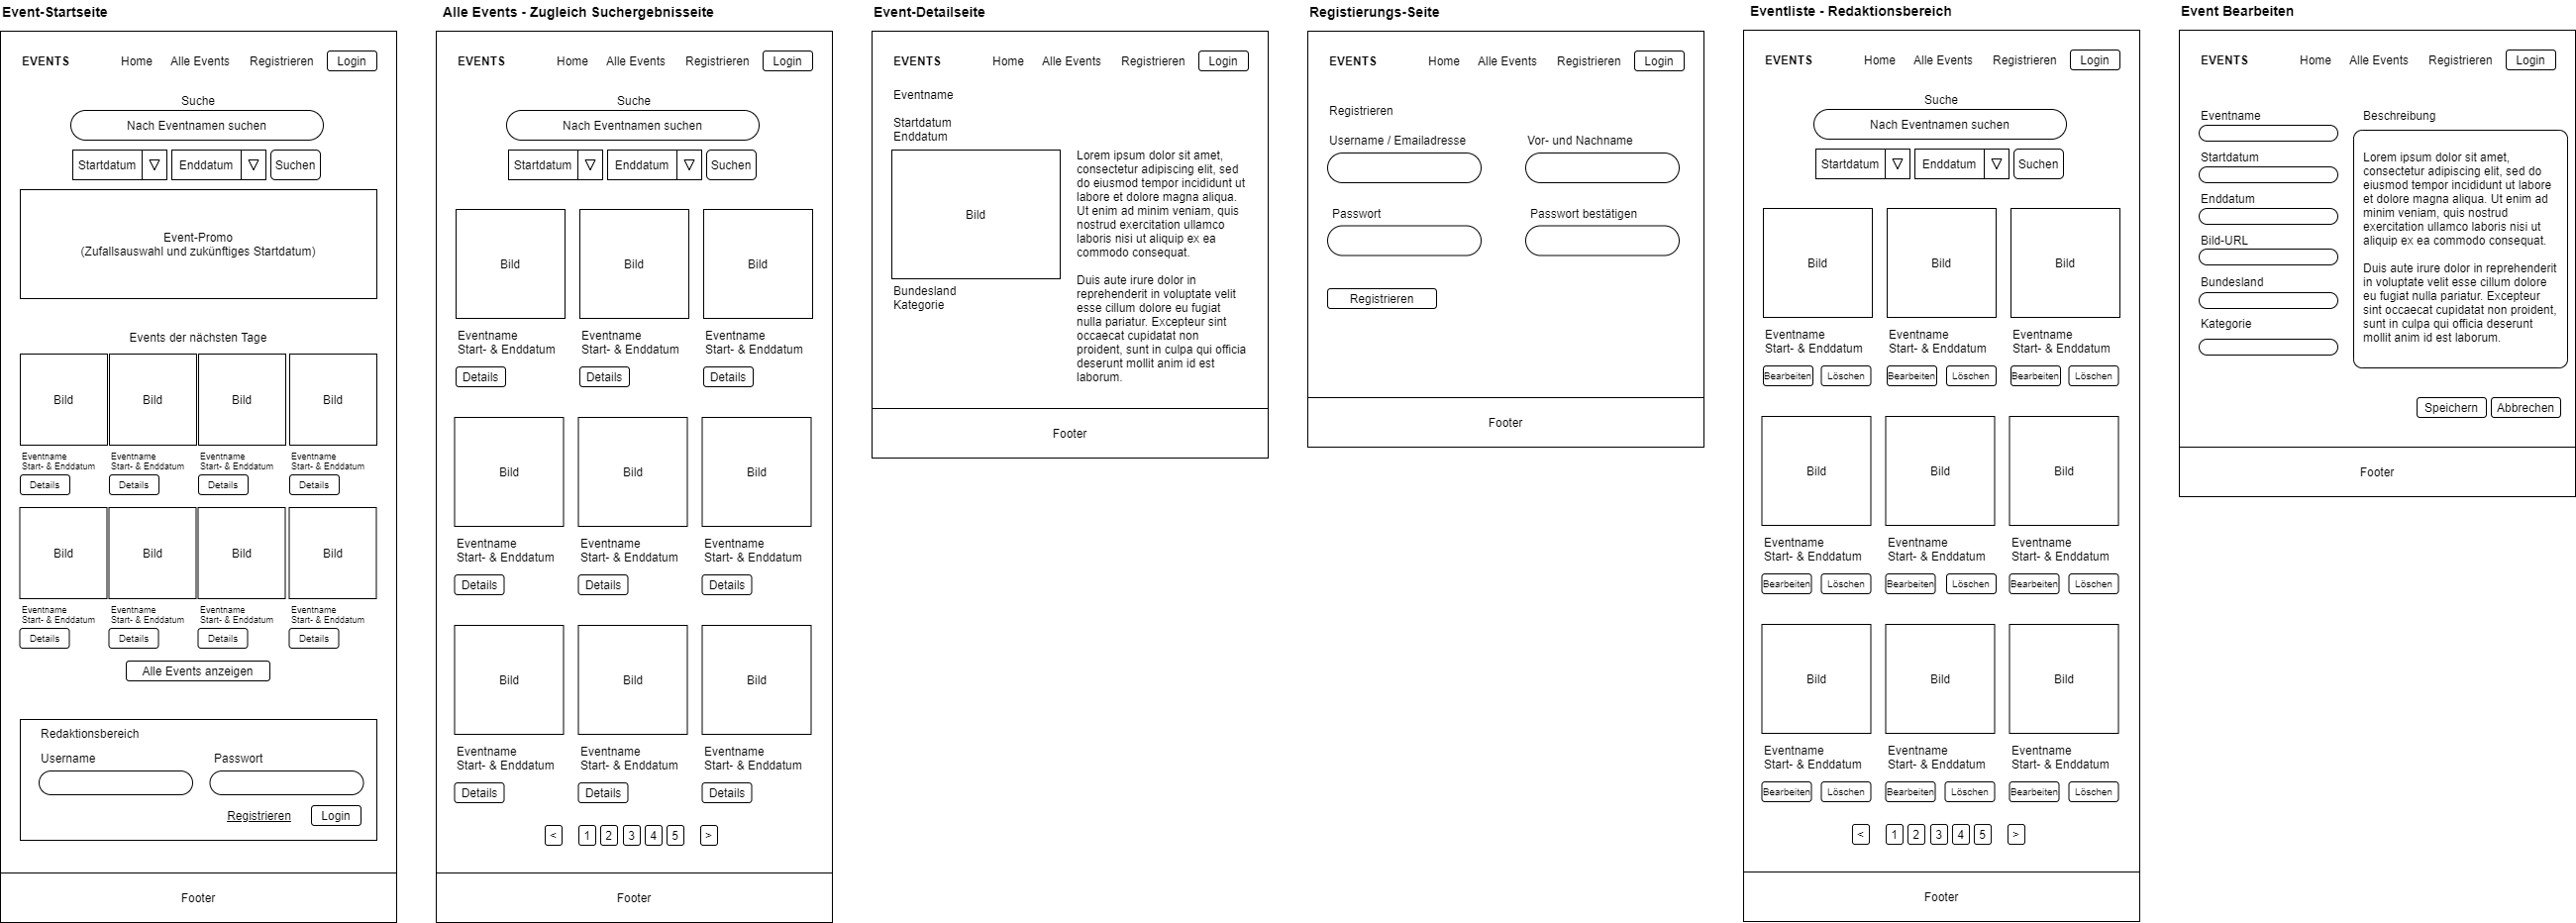 Event-Startseite
EVENTS
Home
Alle Events
Registrieren
Login
Suche
Nach Eventnamen suchen
Startdatum
▽
Enddatum
▽
Suchen
Event-Promo
(Zufallsauswahl und zukünftiges Startdatum)
Events der nächsten Tage
Bild
Bild
Bild
Bild
Eventname
Start- & Enddatum
Details
Eventname
Start- & Enddatum
Details
Eventname
Start- & Enddatum
Details
Eventname
Start- & Enddatum
Details
Bild
Bild
Bild
Bild
Eventname
Start- & Enddatum
Details
Eventname
Start- & Enddatum
Details
Eventname
Start- & Enddatum
Details
Eventname
Start- & Enddatum
Details
Alle Events anzeigen
Redaktionsbereich
Username
Passwort
Registrieren
Login
Footer
Alle Events - Zugleich Suchergebnisseite
EVENTS
Home
Alle Events
Registrieren
Login
Suche
Nach Eventnamen suchen
Startdatum
▽
Enddatum
▽
Suchen
Bild
Bild
Bild
Eventname
Start- & Enddatum
Details
Eventname
Start- & Enddatum
Details
Eventname
Start- & Enddatum
Details
Bild
Bild
Bild
Eventname
Start- & Enddatum
Details
Eventname
Start- & Enddatum
Details
Eventname
Start- & Enddatum
Details
Bild
Bild
Bild
Eventname
Start- & Enddatum
Details
Eventname
Start- & Enddatum
Details
Eventname
Start- & Enddatum
Details
< 1 2 3 4 5 >
Footer
Event-Detailseite
EVENTS
Home
Alle Events
Registrieren
Login
Eventname
Startdatum
Enddatum
Bild
Bundesland
Kategorie
Lorem ipsum dolor sit amet,
consectetur adipiscing elit, sed
do eiusmod tempor incididunt ut
labore et dolore magna aliqua.
Ut enim ad minim veniam, quis
nostrud exercitation ullamco
laboris nisi ut aliquip ex ea
commodo consequat.
Duis aute irure dolor in
reprehenderit in voluptate velit
esse cillum dolore eu fugiat
nulla pariatur. Excepteur sint
occaecat cupidatat non
proident, sunt in culpa qui officia
deserunt mollit anim id est
laborum.
Footer
Registierungs-Seite
EVENTS
Home
Alle Events
Registrieren
Login
Registrieren
Username / Emailadresse
Vor- und Nachname
Passwort
Passwort bestätigen
Registrieren
Footer
Eventliste - Redaktionsbereich
EVENTS
Home
Alle Events
Registrieren
Login
Suche
Nach Eventnamen suchen
Startdatum
▽
Enddatum
▽
Suchen
Bild
Bild
Bild
Eventname
Start- & Enddatum
Bearbeiten
Löschen
Eventname
Start- & Enddatum
Bearbeiten
Löschen
Eventname
Start- & Enddatum
Bearbeiten
Löschen
Bild
Bild
Bild
Eventname
Start- & Enddatum
Bearbeiten
Löschen
Eventname
Start- & Enddatum
Bearbeiten
Löschen
Eventname
Start- & Enddatum
Bearbeiten
Löschen
Bild
Bild
Bild
Eventname
Start- & Enddatum
Bearbeiten
Löschen
Eventname
Start- & Enddatum
Bearbeiten
Löschen
Eventname
Start- & Enddatum
Bearbeiten
Löschen
< 1 2 3 4 5 >
Footer
Event Bearbeiten
EVENTS
Home
Alle Events
Registrieren
Login
Eventname
Startdatum
Enddatum
Bild-URL
Bundesland
Kategorie
Beschreibung
Lorem ipsum dolor sit amet,
consectetur adipiscing elit, sed do
eiusmod tempor incididunt ut labore
et dolore magna aliqua. Ut enim ad
minim veniam, quis nostrud
exercitation ullamco laboris nisi ut
aliquip ex ea commodo consequat.
Duis aute irure dolor in reprehenderit
in voluptate velit esse cillum dolore
eu fugiat nulla pariatur. Excepteur
sint occaecat cupidatat non proident,
sunt in culpa qui officia deserunt
mollit anim id est laborum.
Speichern
Abbrechen
Footer